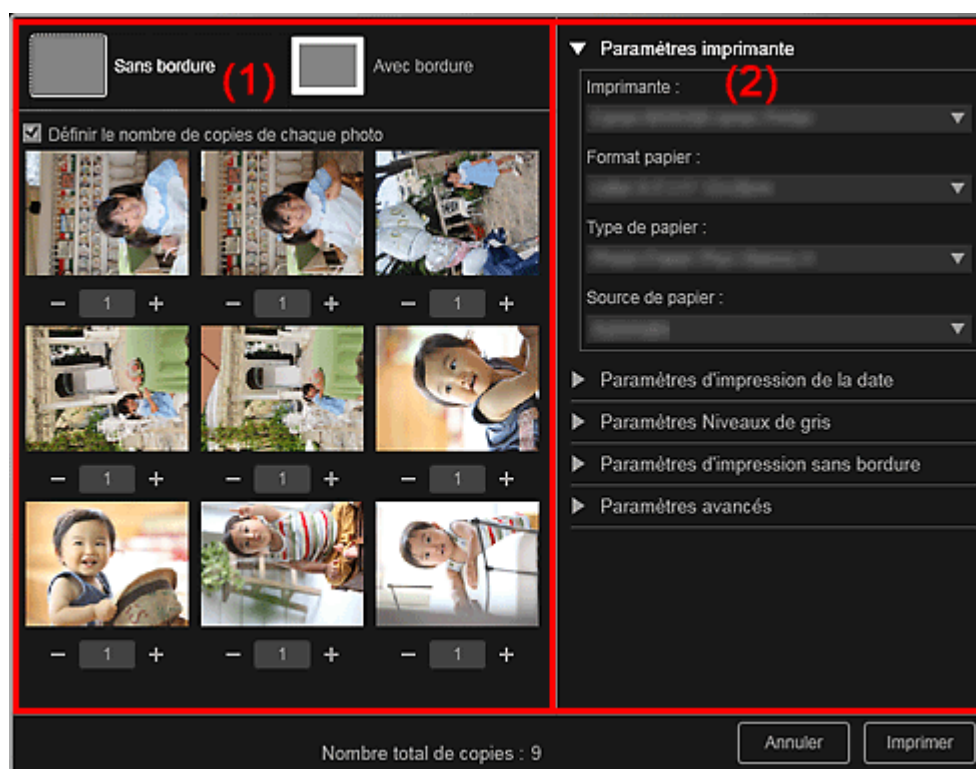 Sans bordure
(1)
Avec bordure
Définir le nombre de copies de chaque photo
1
1
1
1
1
1
1
1
1
Paramètres imprimante
(2)
Imprimante :
Format papier :
Type de papier :
Source de papier :
Paramètres d'impression de la date
Paramètres Niveaux de gris
Paramètres d'impression sans bordure
Paramètres avancés
Nombre total de copies : 9
Annuler
Imprimer